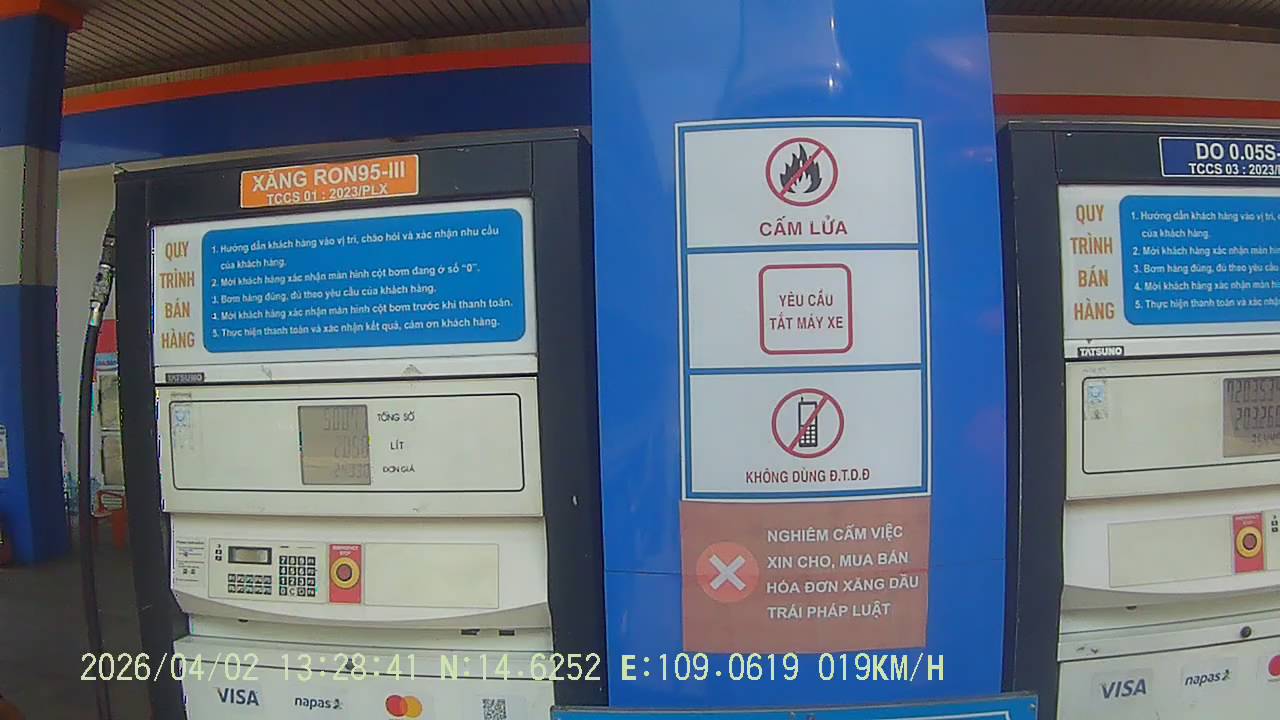 XĂNG RON95-III
TCCS 01 : 2023/PLX
QUY
TRÌNH
BÁN
HÀNG
1. Hướng dẫn khách hàng vào vị trí, chào hỏi và xác nhận nhu cầu
của khách hàng.
2. Mời khách hàng xác nhận màn hình cột bơm đang ở số "0".
3. Bơm hàng đúng, đủ theo yêu cầu của khách hàng.
4. Mời khách hàng xác nhận màn hình cột bơm trước khi thanh toán.
5. Thực hiện thanh toán và xác nhận kết quả, cám ơn khách hàng.
TATSUNO
TỔNG SỐ
LÍT
ĐƠN GIÁ
EMERGENCY
STOP
VISA
napas
CẤM LỬA
YÊU CẦU
TẮT MÁY XE
KHÔNG DÙNG Đ.T.D.Đ
NGHIÊM CẤM VIỆC
XIN CHO, MUA BÁN
HÓA ĐƠN XĂNG DẦU
TRÁI PHÁP LUẬT
DO 0.05S-
TCCS 03 : 2023/
QUY
TRÌNH
BÁN
HÀNG
1. Hướng dẫn khách hàng vào vị trí,
của khách hàng.
2. Mời khách hàng xác nhận màn
3. Bơm hàng đúng, đủ theo yêu cầu
4. Mời khách hàng xác nhận màn
5. Thực hiện thanh toán và xác
TATSUNO
VISA
napas
2026/04/02 13:28:41 N:14.6252 E:109.0619 019KM/H